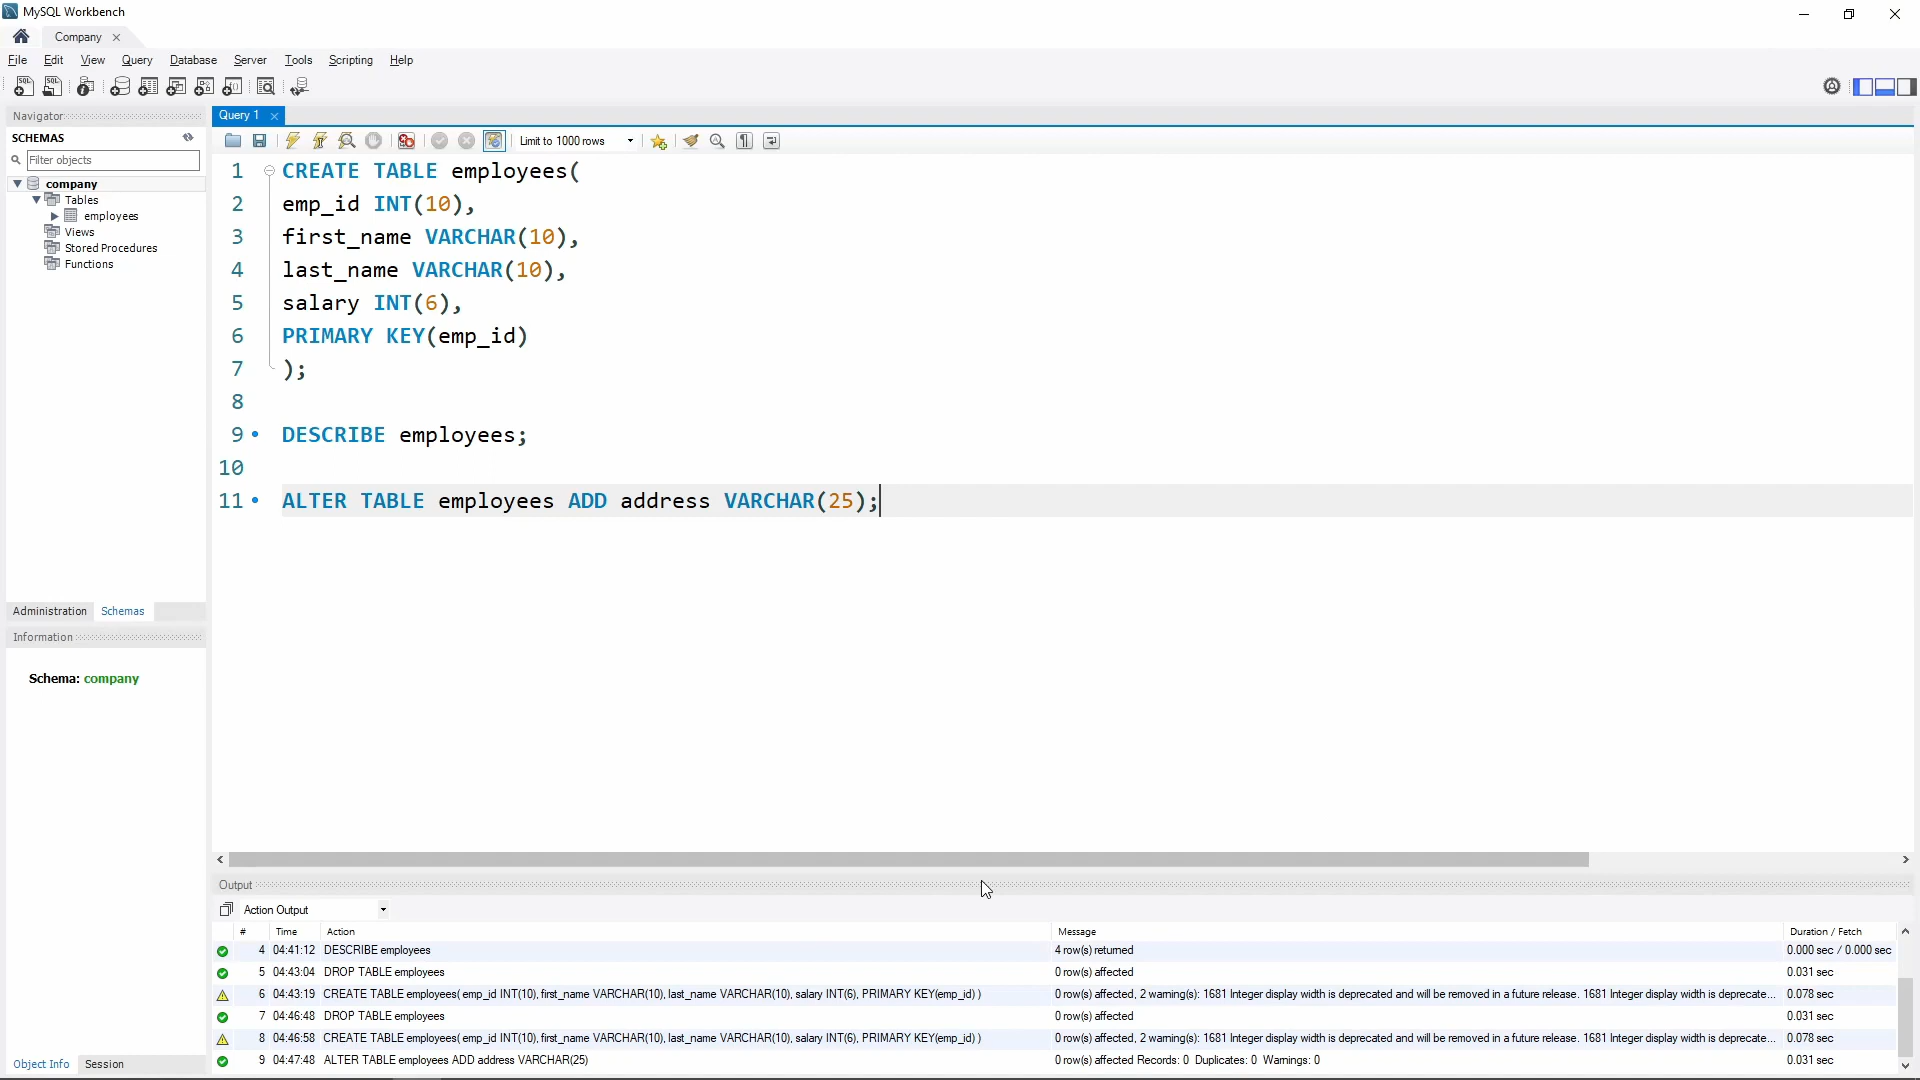 MySQL Workbench
Company
File Edit View Query Database Server Tools Scripting Help
Navigator
SCHEMAS
Filter objects
company
Tables
employees
Views
Stored Procedures
Functions
Administration Schemas
Information
Schema: company
Object Info Session
Query 1
Limit to 1000 rows
1 CREATE TABLE employees(
2 emp_id INT(10),
3 first_name VARCHAR(10),
4 last_name VARCHAR(10),
5 salary INT(6),
6 PRIMARY KEY(emp_id)
7 );
8
9 DESCRIBE employees;
10
11 ALTER TABLE employees ADD address VARCHAR(25);
Output
Action Output
# Time Action Message Duration / Fetch
4 04:41:12 DESCRIBE employees 4 row(s) returned 0.000 sec / 0.000 sec
5 04:43:04 DROP TABLE employees 0 row(s) affected 0.031 sec
6 04:43:19 CREATE TABLE employees( emp_id INT(10), first_name VARCHAR(10), last_name VARCHAR(10), salary INT(6), PRIMARY KEY(emp_id) ) 0 row(s) affected, 2 warning(s): 1681 Integer display width is deprecated and will be removed in a future release. 1681 Integer display width is deprecate... 0.078 sec
7 04:46:48 DROP TABLE employees 0 row(s) affected 0.031 sec
8 04:46:58 CREATE TABLE employees( emp_id INT(10), first_name VARCHAR(10), last_name VARCHAR(10), salary INT(6), PRIMARY KEY(emp_id) ) 0 row(s) affected, 2 warning(s): 1681 Integer display width is deprecated and will be removed in a future release. 1681 Integer display width is deprecate... 0.078 sec
9 04:47:48 ALTER TABLE employees ADD address VARCHAR(25) 0 row(s) affected Records: 0 Duplicates: 0 Warnings: 0 0.031 sec